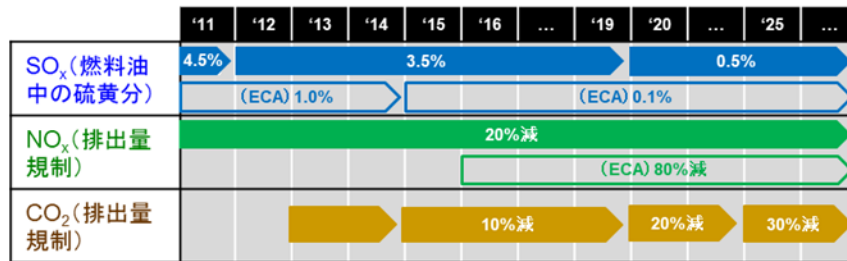 ‘11 ‘12 ‘13 ‘14 ‘15 ‘16 … ‘19 ‘20 … ‘25 …
SOx(燃料油
中の硫黄分)
4.5% 3.5% 0.5%
(ECA) 1.0% (ECA) 0.1%
NOx(排出量
規制)
20%減
(ECA) 80%減
CO2(排出量
規制)
10%減 20%減 30%減